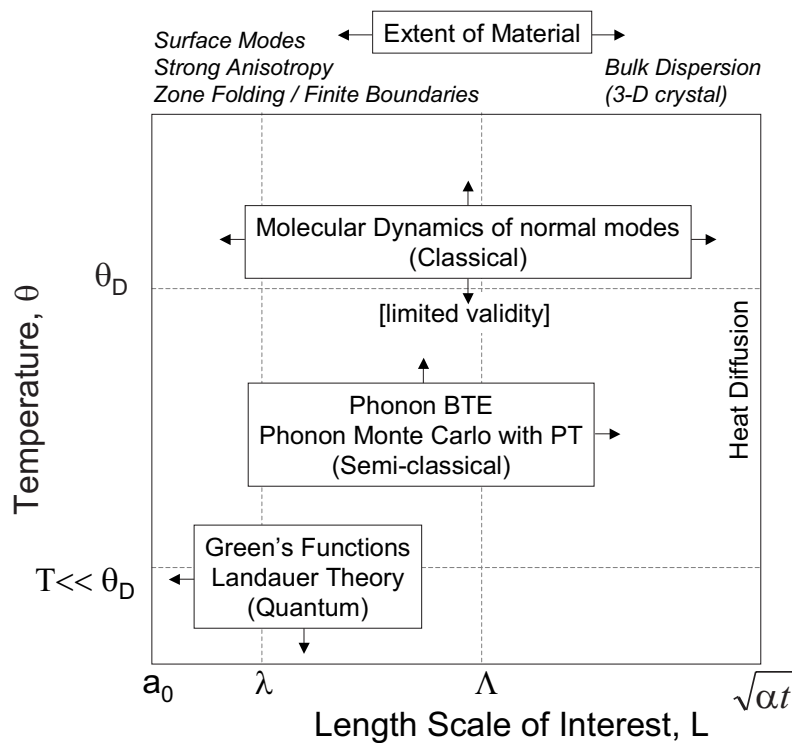 Surface Modes
Strong Anisotropy
Zone Folding / Finite Boundaries
Extent of Material
Bulk Dispersion
(3-D crystal)
Molecular Dynamics of normal modes
(Classical)
θD
[limited validity]
Temperature, θ
Heat Diffusion
Phonon BTE
Phonon Monte Carlo with PT
(Semi-classical)
Green's Functions
Landauer Theory
(Quantum)
T<< θD
a0
λ
Λ
√αt
Length Scale of Interest, L